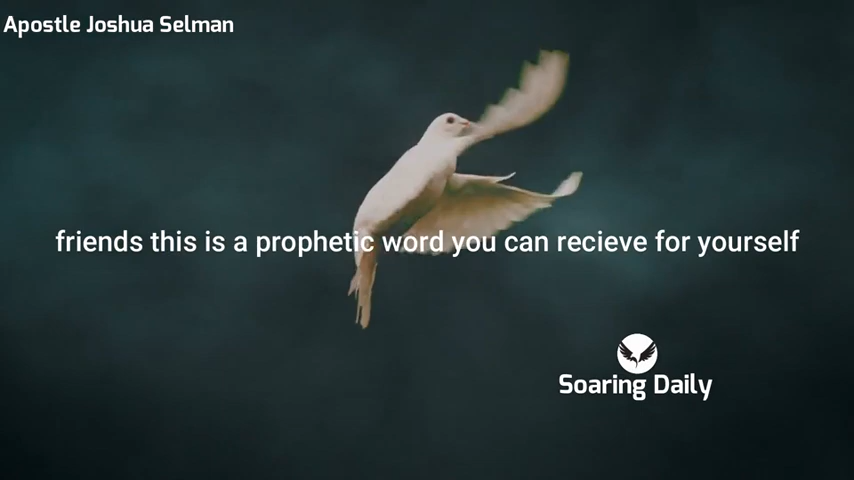 Apostle Joshua Selman
friends this is a prophetic word you can recieve for yourself
Soaring Daily